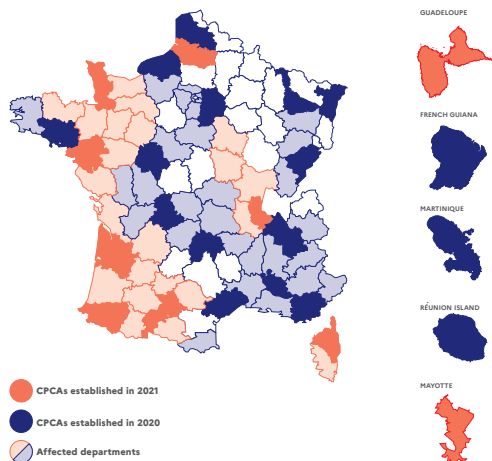 GUADELOUPE
FRENCH GUIANA
MARTINIQUE
RÉUNION ISLAND
MAYOTTE
CPCAs established in 2021
CPCAs established in 2020
Affected departments